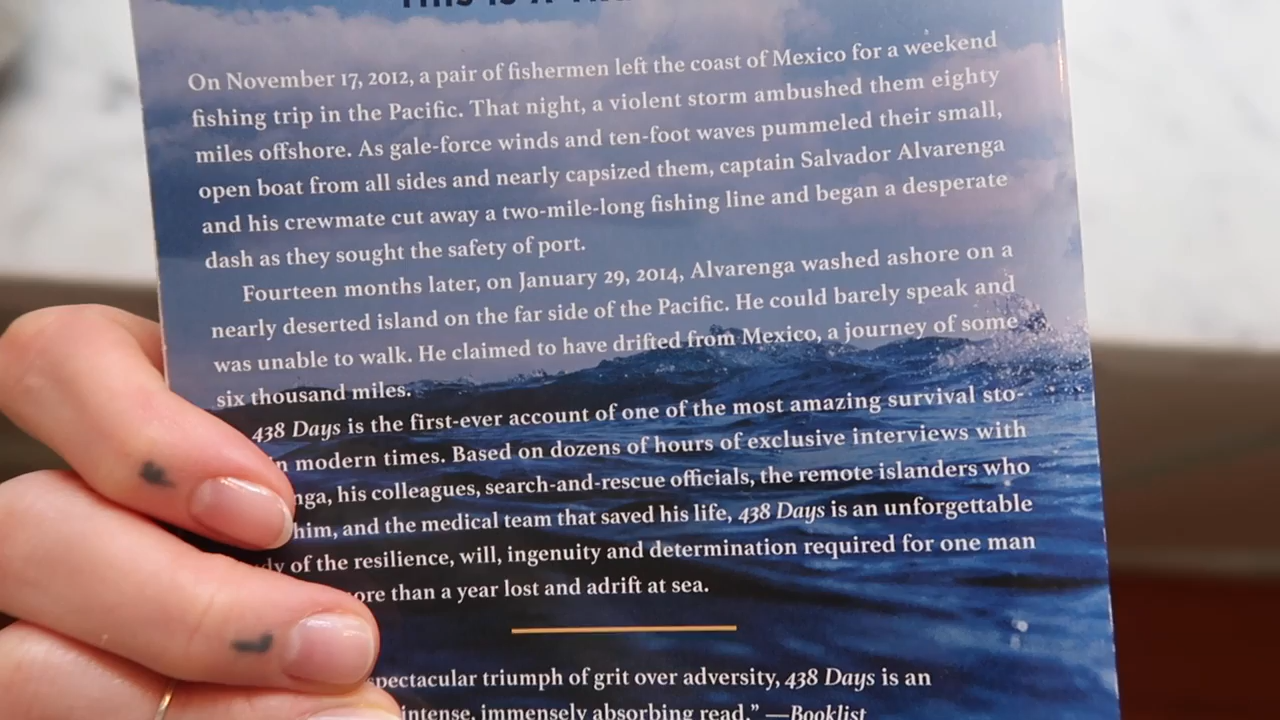 THIS IS A
On November 17, 2012, a pair of fishermen left the coast of Mexico for a weekend
fishing trip in the Pacific. That night, a violent storm ambushed them eighty
miles offshore. As gale-force winds and ten-foot waves pummeled their small,
open boat from all sides and nearly capsized them, captain Salvador Alvarenga
and his crewmate cut away a two-mile-long fishing line and began a desperate
dash as they sought the safety of port.
Fourteen months later, on January 29, 2014, Alvarenga washed ashore on a
nearly deserted island on the far side of the Pacific. He could barely speak and
was unable to walk. He claimed to have drifted from Mexico, a journey of some
six thousand miles.
438 Days is the first-ever account of one of the most amazing survival sto-
modern times. Based on dozens of hours of exclusive interviews with
nga, his colleagues, search-and-rescue officials, the remote islanders who
him, and the medical team that saved his life, 438 Days is an unforgettable
of the resilience, will, ingenuity and determination required for one man
ore than a year lost and adrift at sea.
spectacular triumph of grit over adversity, 438 Days is an
intense, immensely absorbing read.” —Booklist